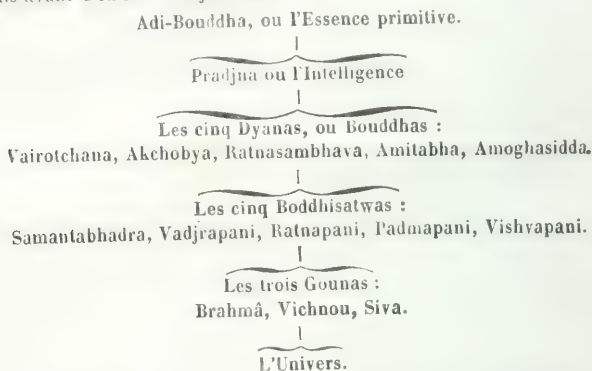 Adi-Bouddha, ou l'Essence primitive.
Pradjna ou l'Intelligence
Les cinq Dyanas, ou Bouddhas :
Vairotchana, Akchobya, Ratnasambhava, Amitabha, Amoghasidda.
Les cinq Boddhisatwas :
Samantabhadra, Vadjrapani, Ratnapani, Padmapani, Vishvapani.
Les trois Gounas :
Brahmâ, Vichnou, Siva.
L'Univers.